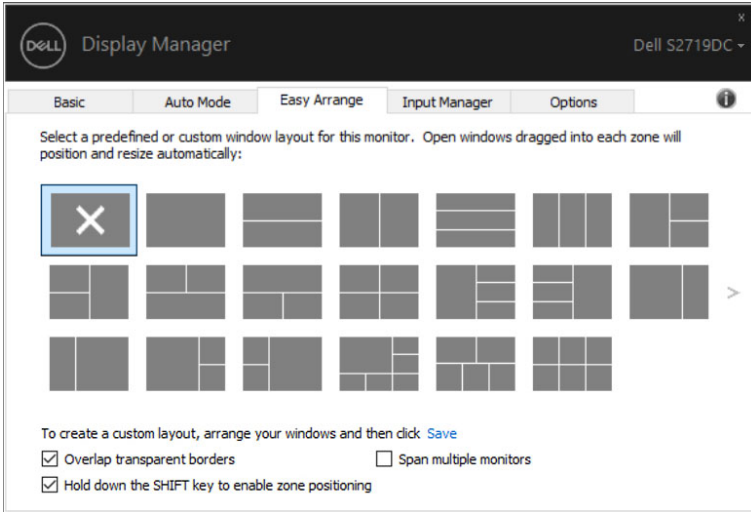 x
DELL Display Manager Dell S2719DC
Basic Auto Mode Easy Arrange Input Manager Options i
Select a predefined or custom window layout for this monitor. Open windows dragged into each zone will
position and resize automatically:
>
To create a custom layout, arrange your windows and then click Save
Overlap transparent borders Span multiple monitors
Hold down the SHIFT key to enable zone positioning